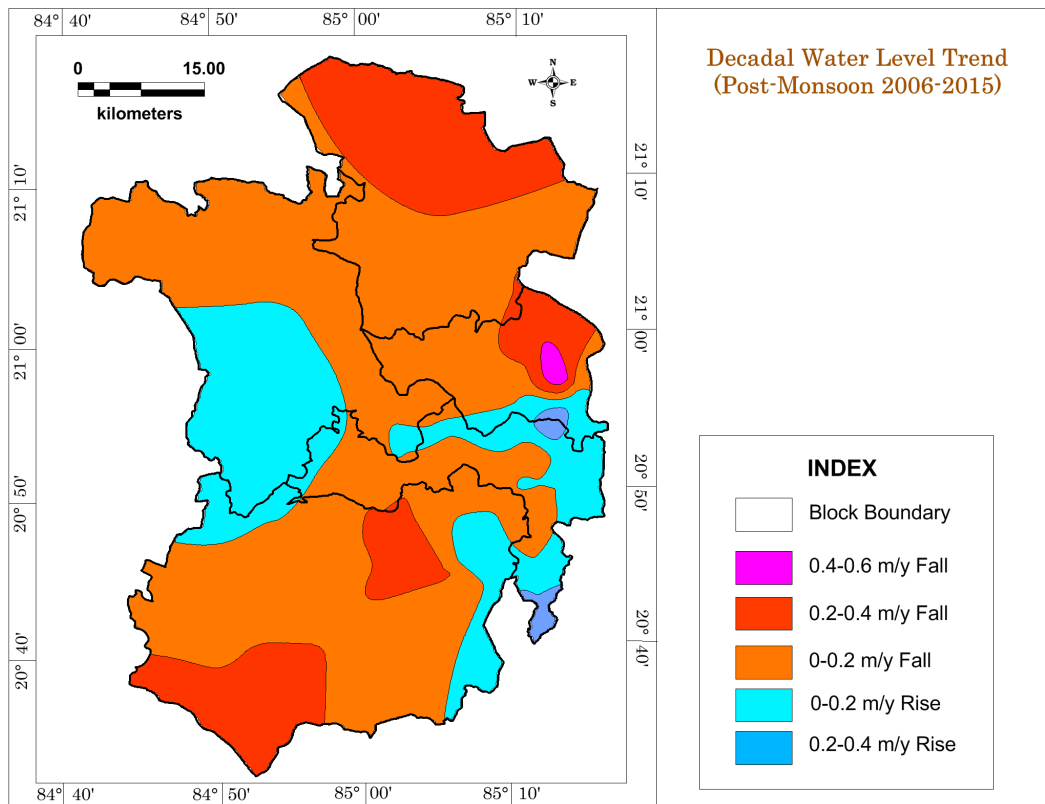 84° 40' 84° 50' 85° 00' 85° 10'
Decadal Water Level Trend
(Post-Monsoon 2006-2015)
0 15.00
kilometers
N
W E
S
21° 10'
21° 10'
21° 00'
21° 00'
20° 50'
20° 50'
20° 40'
20° 40'
INDEX
Block Boundary
0.4-0.6 m/y Fall
0.2-0.4 m/y Fall
0-0.2 m/y Fall
0-0.2 m/y Rise
0.2-0.4 m/y Rise
84° 40' 84° 50' 85° 00' 85° 10'